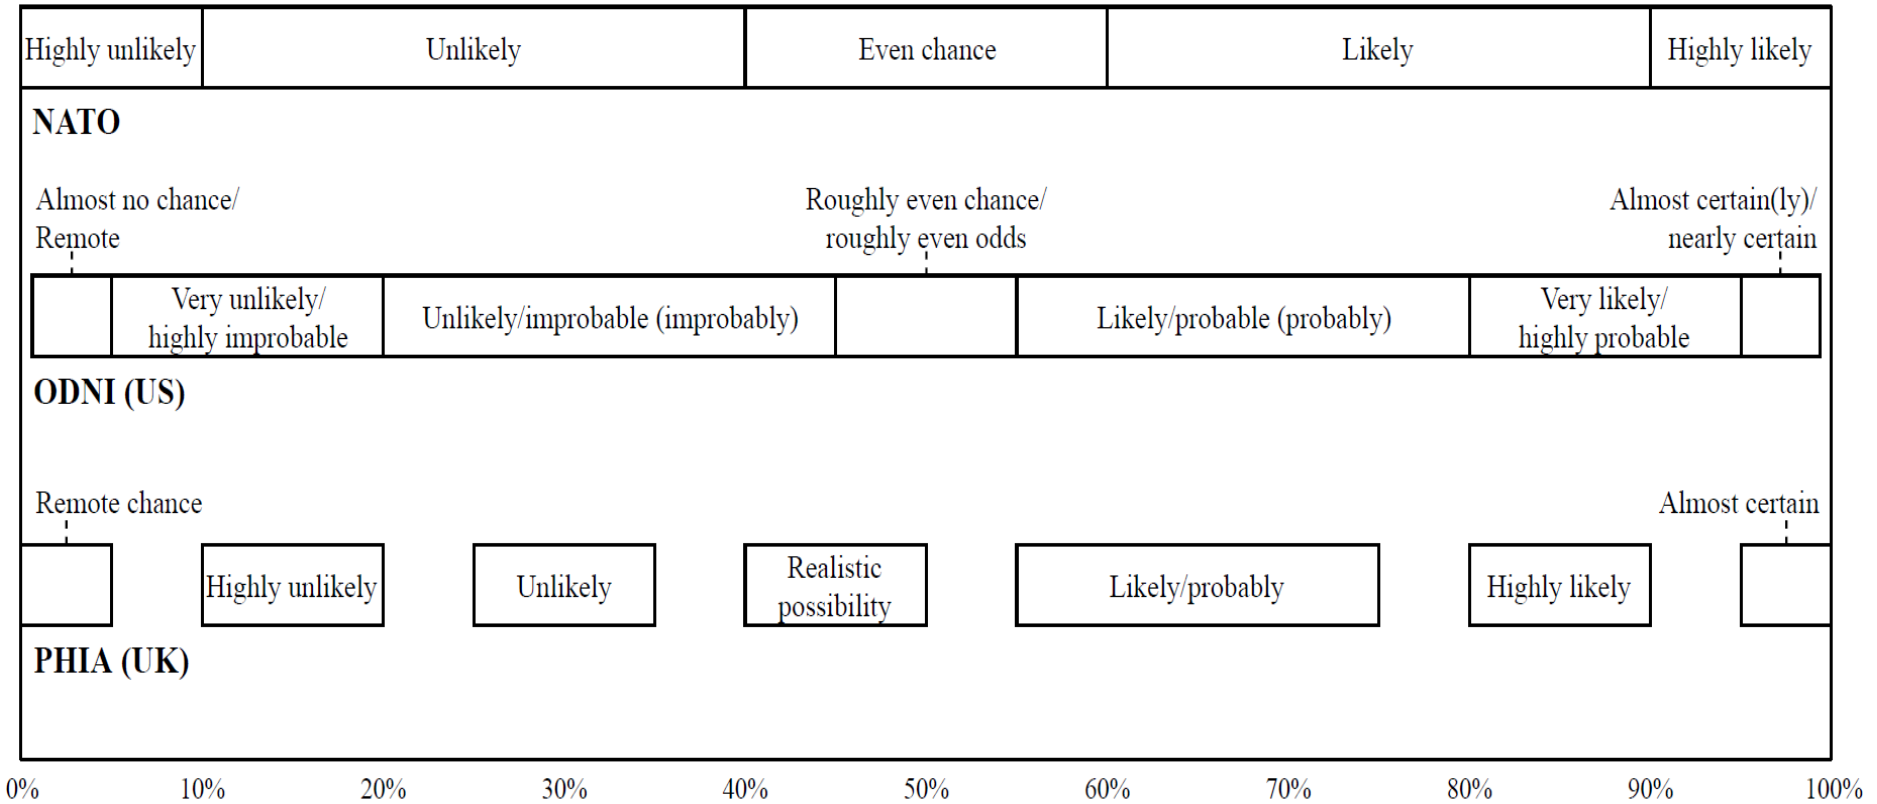 Highly unlikely
Unlikely
Even chance
Likely
Highly likely
NATO
Almost no chance/
Remote
Roughly even chance/
roughly even odds
Almost certain(ly)/
nearly certain
Very unlikely/
highly improbable
Unlikely/improbable (improbably)
Likely/probable (probably)
Very likely/
highly probable
ODNI (US)
Remote chance
Almost certain
Highly unlikely
Unlikely
Realistic
possibility
Likely/probably
Highly likely
PHIA (UK)
0% 10% 20% 30% 40% 50% 60% 70% 80% 90% 100%